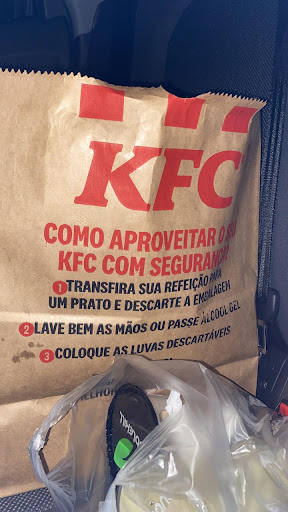 KFC
COMO APROVEITAR O SEU
KFC COM SEGURANÇA?
1 TRANSFIRA SUA REFEIÇÃO PARA
UM PRATO E DESCARTE A EMBALAGEM
2 LAVE BEM AS MÃOS OU PASSE ÁLCOOL GEL
3 COLOQUE AS LUVAS DESCARTÁVEIS